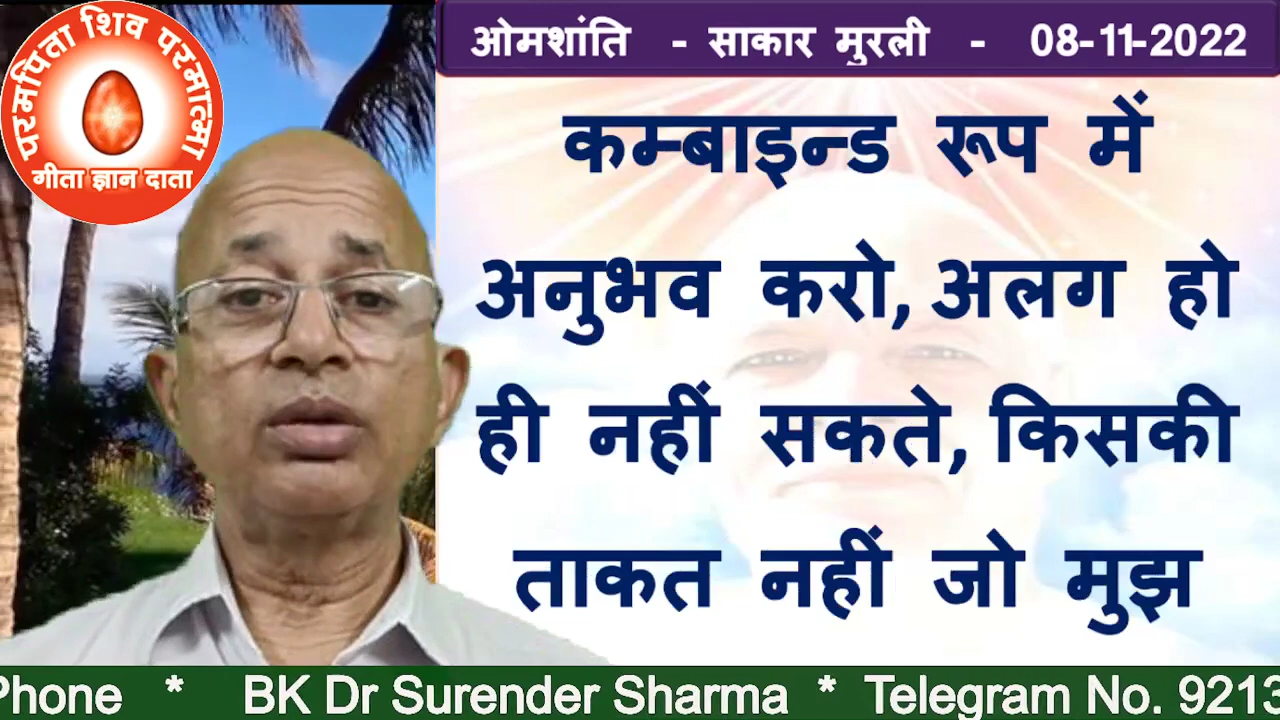 परमपिता शिव परमात्मा
गीता ज्ञान दाता
ओमशांति - साकार मुरली - 08-11-2022
कम्बाइन्ड रूप में
अनुभव करो, अलग हो
ही नहीं सकते, किसकी
ताकत नहीं जो मुझ
Phone * BK Dr Surender Sharma * Telegram No. 9213